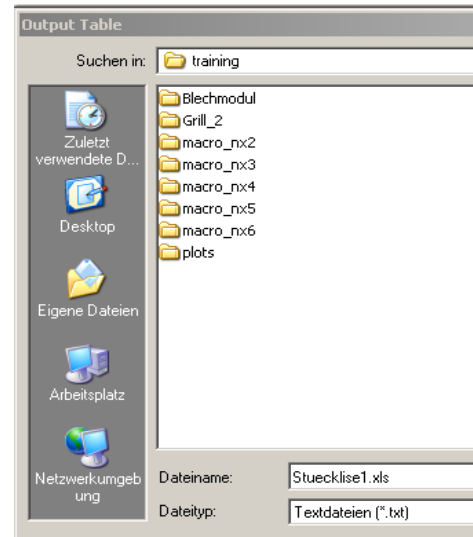 Output Table
Suchen in:
training
Zuletzt
verwendete D...
Desktop
Eigene Dateien
Arbeitsplatz
Netzwerkumgeb
ung
Blechmodul
Grill_2
macro_nx2
macro_nx3
macro_nx4
macro_nx5
macro_nx6
plots
Dateiname:
Stuecklise1.xls
Dateityp:
Textdateien (*.txt)